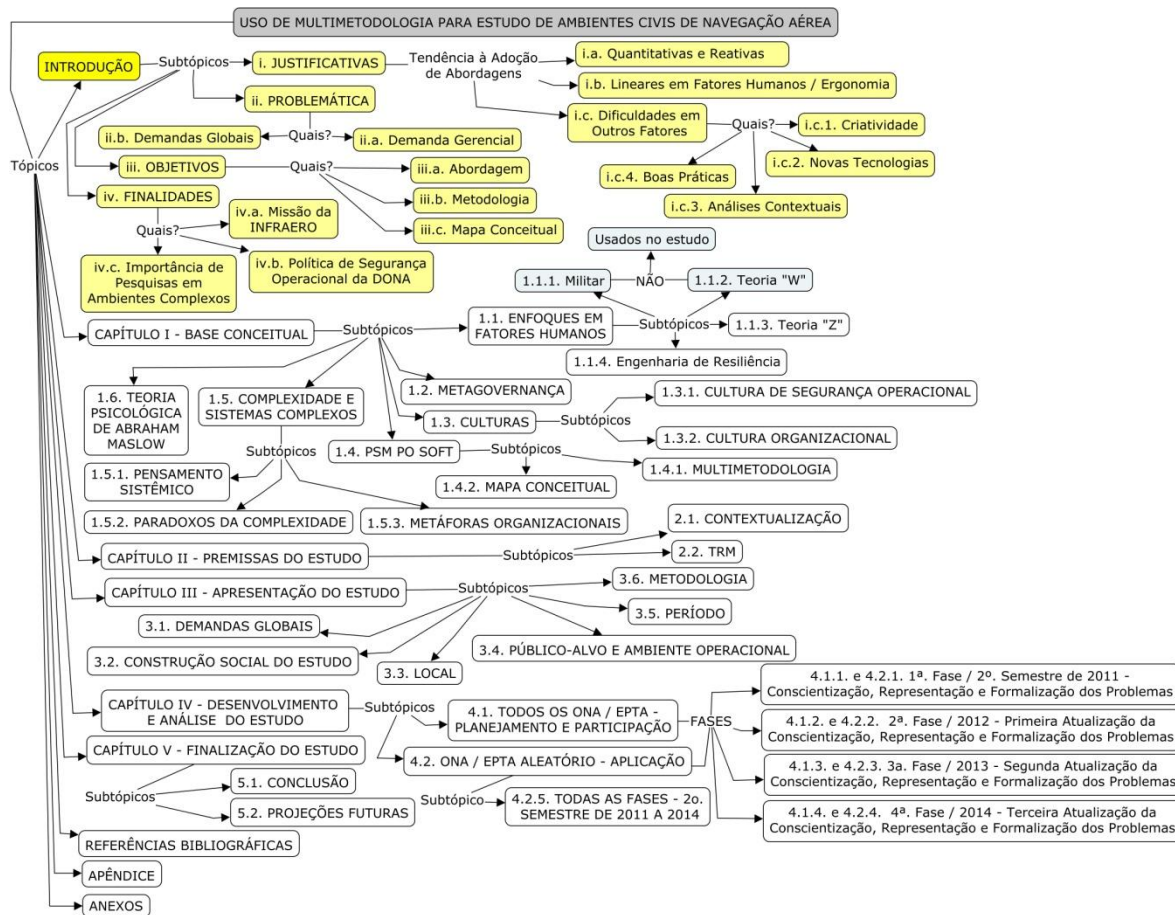 USO DE MULTIMETODOLOGIA PARA ESTUDO DE AMBIENTES CIVIS DE NAVEGAÇÃO AÉREA
Tópicos
INTRODUÇÃO
Subtópicos
i. JUSTIFICATIVAS
Tendência à Adoção
de Abordagens
i.a. Quantitativas e Reativas
i.b. Lineares em Fatores Humanos / Ergonomia
i.c. Dificuldades em
Outros Fatores
Quais?
i.c.1. Criatividade
i.c.2. Novas Tecnologias
i.c.3. Análises Contextuais
i.c.4. Boas Práticas
ii. PROBLEMÁTICA
Quais?
ii.b. Demandas Globais
ii.a. Demanda Gerencial
iii. OBJETIVOS
Quais?
iii.a. Abordagem
iii.b. Metodologia
iii.c. Mapa Conceitual
iv. FINALIDADES
Quais?
iv.a. Missão da
INFRAERO
iv.b. Política de Segurança
Operacional da DONA
iv.c. Importância de
Pesquisas em
Ambientes Complexos
CAPÍTULO I - BASE CONCEITUAL
Subtópicos
1.1. ENFOQUES EM
FATORES HUMANOS
Subtópicos
Usados no estudo
NÃO
1.1.1. Militar
1.1.2. Teoria "W"
1.1.3. Teoria "Z"
1.1.4. Engenharia de Resiliência
1.2. METAGOVERNANÇA
1.3. CULTURAS
Subtópicos
1.3.1. CULTURA DE SEGURANÇA OPERACIONAL
1.3.2. CULTURA ORGANIZACIONAL
1.4. PSM PO SOFT
Subtópicos
1.4.1. MULTIMETODOLOGIA
1.4.2. MAPA CONCEITUAL
1.5. COMPLEXIDADE E
SISTEMAS COMPLEXOS
Subtópicos
1.5.1. PENSAMENTO
SISTÊMICO
1.5.2. PARADOXOS DA COMPLEXIDADE
1.5.3. METÁFORAS ORGANIZACIONAIS
1.6. TEORIA
PSICOLÓGICA
DE ABRAHAM
MASLOW
CAPÍTULO II - PREMISSAS DO ESTUDO
Subtópicos
2.1. CONTEXTUALIZAÇÃO
2.2. TRM
CAPÍTULO III - APRESENTAÇÃO DO ESTUDO
Subtópicos
3.6. METODOLOGIA
3.5. PERÍODO
3.4. PÚBLICO-ALVO E AMBIENTE OPERACIONAL
3.3. LOCAL
3.2. CONSTRUÇÃO SOCIAL DO ESTUDO
3.1. DEMANDAS GLOBAIS
CAPÍTULO IV - DESENVOLVIMENTO
E ANÁLISE DO ESTUDO
Subtópicos
4.1. TODOS OS ONA / EPTA -
PLANEJAMENTO E PARTICIPAÇÃO
4.2. ONA / EPTA ALEATÓRIO - APLICAÇÃO
FASES
4.1.1. e 4.2.1. 1ª. Fase / 2º. Semestre de 2011 -
Conscientização, Representação e Formalização dos Problemas
4.1.2. e 4.2.2. 2ª. Fase / 2012 - Primeira Atualização da
Conscientização, Representação e Formalização dos Problemas
4.1.3. e 4.2.3. 3a. Fase / 2013 - Segunda Atualização da
Conscientização, Representação e Formalização dos Problemas
4.1.4. e 4.2.4. 4ª. Fase / 2014 - Terceira Atualização da
Conscientização, Representação e Formalização dos Problemas
Subtópico
4.2.5. TODAS AS FASES - 2o.
SEMESTRE DE 2011 A 2014
CAPÍTULO V - FINALIZAÇÃO DO ESTUDO
Subtópicos
5.1. CONCLUSÃO
5.2. PROJEÇÕES FUTURAS
REFERÊNCIAS BIBLIOGRÁFICAS
APÊNDICE
ANEXOS